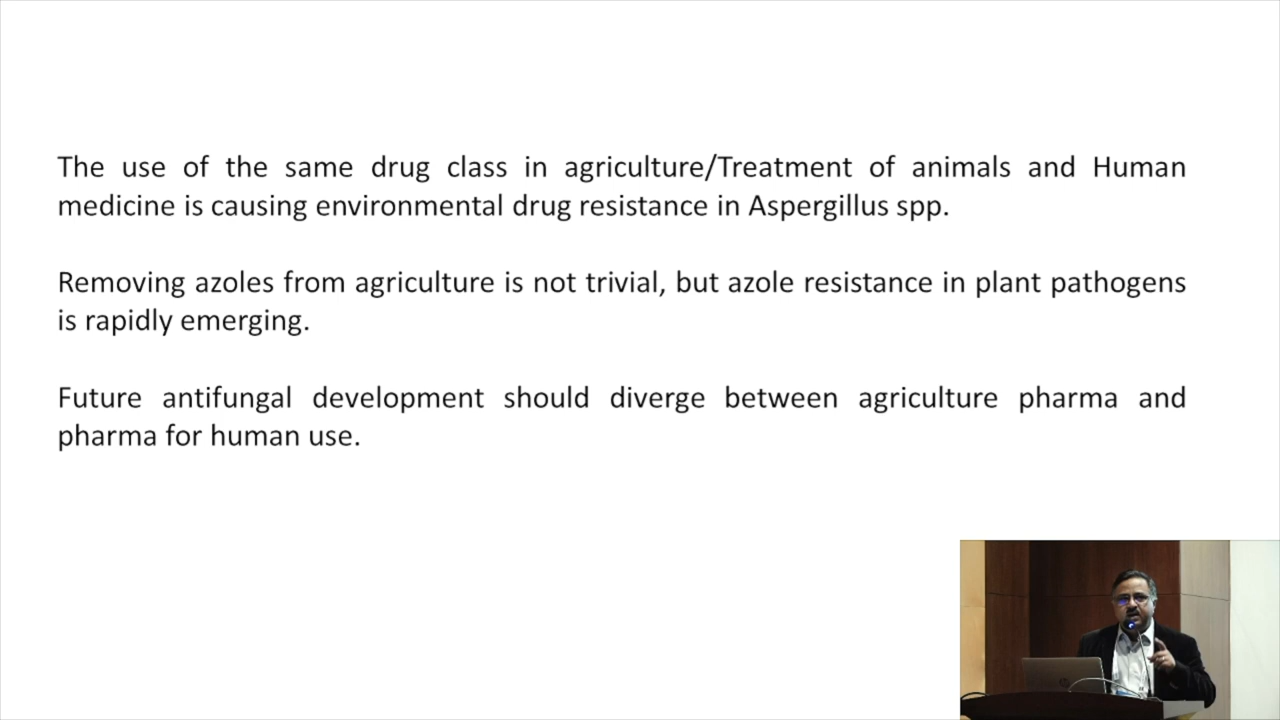 The use of the same drug class in agriculture/Treatment of animals and Human
medicine is causing environmental drug resistance in Aspergillus spp.
Removing azoles from agriculture is not trivial, but azole resistance in plant pathogens
is rapidly emerging.
Future antifungal development should diverge between agriculture pharma and
pharma for human use.